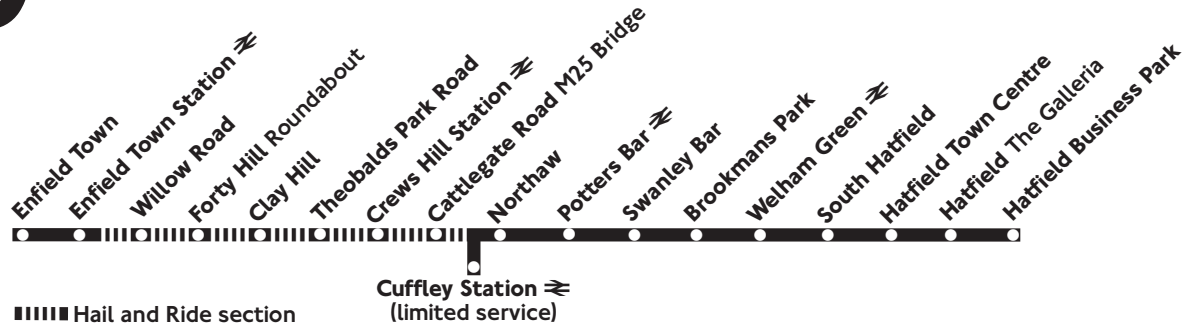 Enfield Town
Enfield Town Station
Willow Road
Forty Hill Roundabout
Clay Hill
Theobalds Park Road
Crews Hill Station
Cattlegate Road M25 Bridge
Northaw
Potters Bar
Swanley Bar
Brookmans Park
Welham Green
South Hatfield
Hatfield Town Centre
Hatfield The Galleria
Hatfield Business Park
Cuffley Station
(limited service)
Hail and Ride section